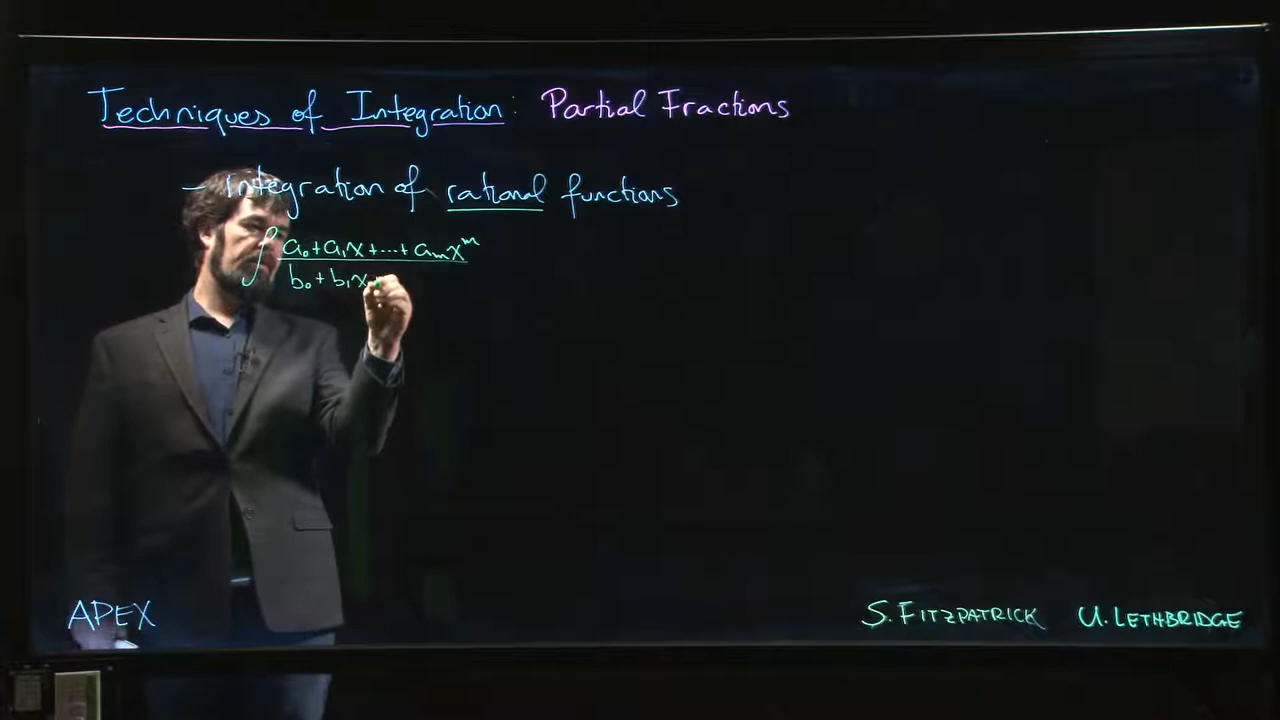 Techniques of Integration: Partial Fractions
– Integration of rational functions
∫ a₀+a₁x+⋯+aₘxᵐ
b₀+b₁x
APEX
S. FITZPATRICK U. LETHBRIDGE